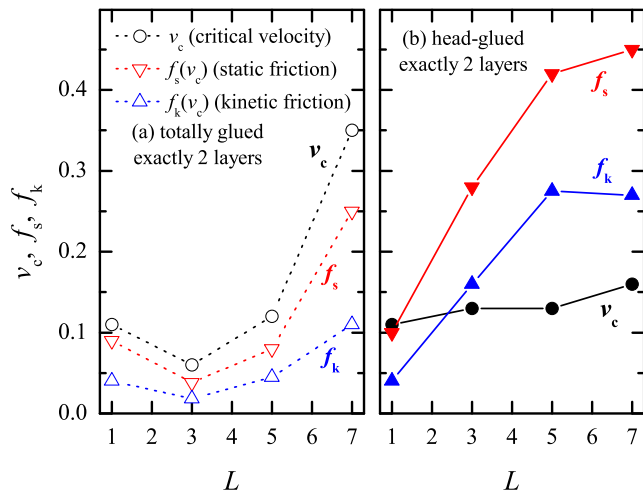 v_c (critical velocity)
f_s(v_c) (static friction)
f_k(v_c) (kinetic friction)
(a) totally glued
exactly 2 layers
v_c
f_s
f_k
(b) head-glued
exactly 2 layers
f_s
f_k
v_c
v_c, f_s, f_k
0.4
0.3
0.2
0.1
0.0
1 2 3 4 5 6 7
1 2 3 4 5 6 7
L
L